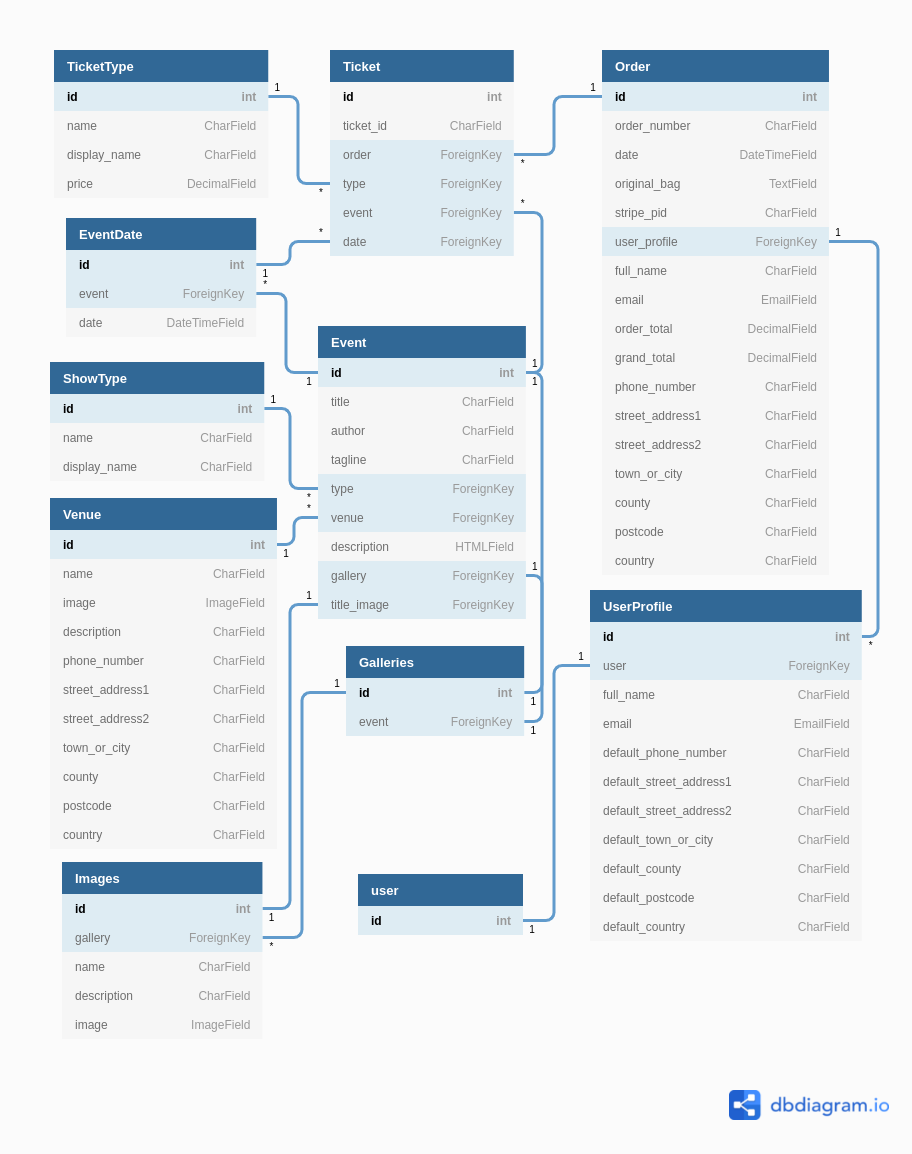 TicketType
id int
name CharField
display_name CharField
price DecimalField
1
*
Ticket
id int
ticket_id CharField
order ForeignKey
type ForeignKey
event ForeignKey
date ForeignKey
*
*
*
1
Order
id int
order_number CharField
date DateTimeField
original_bag TextField
stripe_pid CharField
user_profile ForeignKey
full_name CharField
email EmailField
order_total DecimalField
grand_total DecimalField
phone_number CharField
street_address1 CharField
street_address2 CharField
town_or_city CharField
county CharField
postcode CharField
country CharField
1
EventDate
id int
event ForeignKey
date DateTimeField
1
*
Event
id int
title CharField
author CharField
tagline CharField
type ForeignKey
venue ForeignKey
description HTMLField
gallery ForeignKey
title_image ForeignKey
1
1
1
*
*
1
1
ShowType
id int
name CharField
display_name CharField
1
Venue
id int
name CharField
image ImageField
description CharField
phone_number CharField
street_address1 CharField
street_address2 CharField
town_or_city CharField
county CharField
postcode CharField
country CharField
1
Galleries
id int
event ForeignKey
1
1
1
UserProfile
id int
user ForeignKey
full_name CharField
email EmailField
default_phone_number CharField
default_street_address1 CharField
default_street_address2 CharField
default_town_or_city CharField
default_county CharField
default_postcode CharField
default_country CharField
*
1
Images
id int
gallery ForeignKey
name CharField
description CharField
image ImageField
1
*
user
id int
1
dbdiagram.io